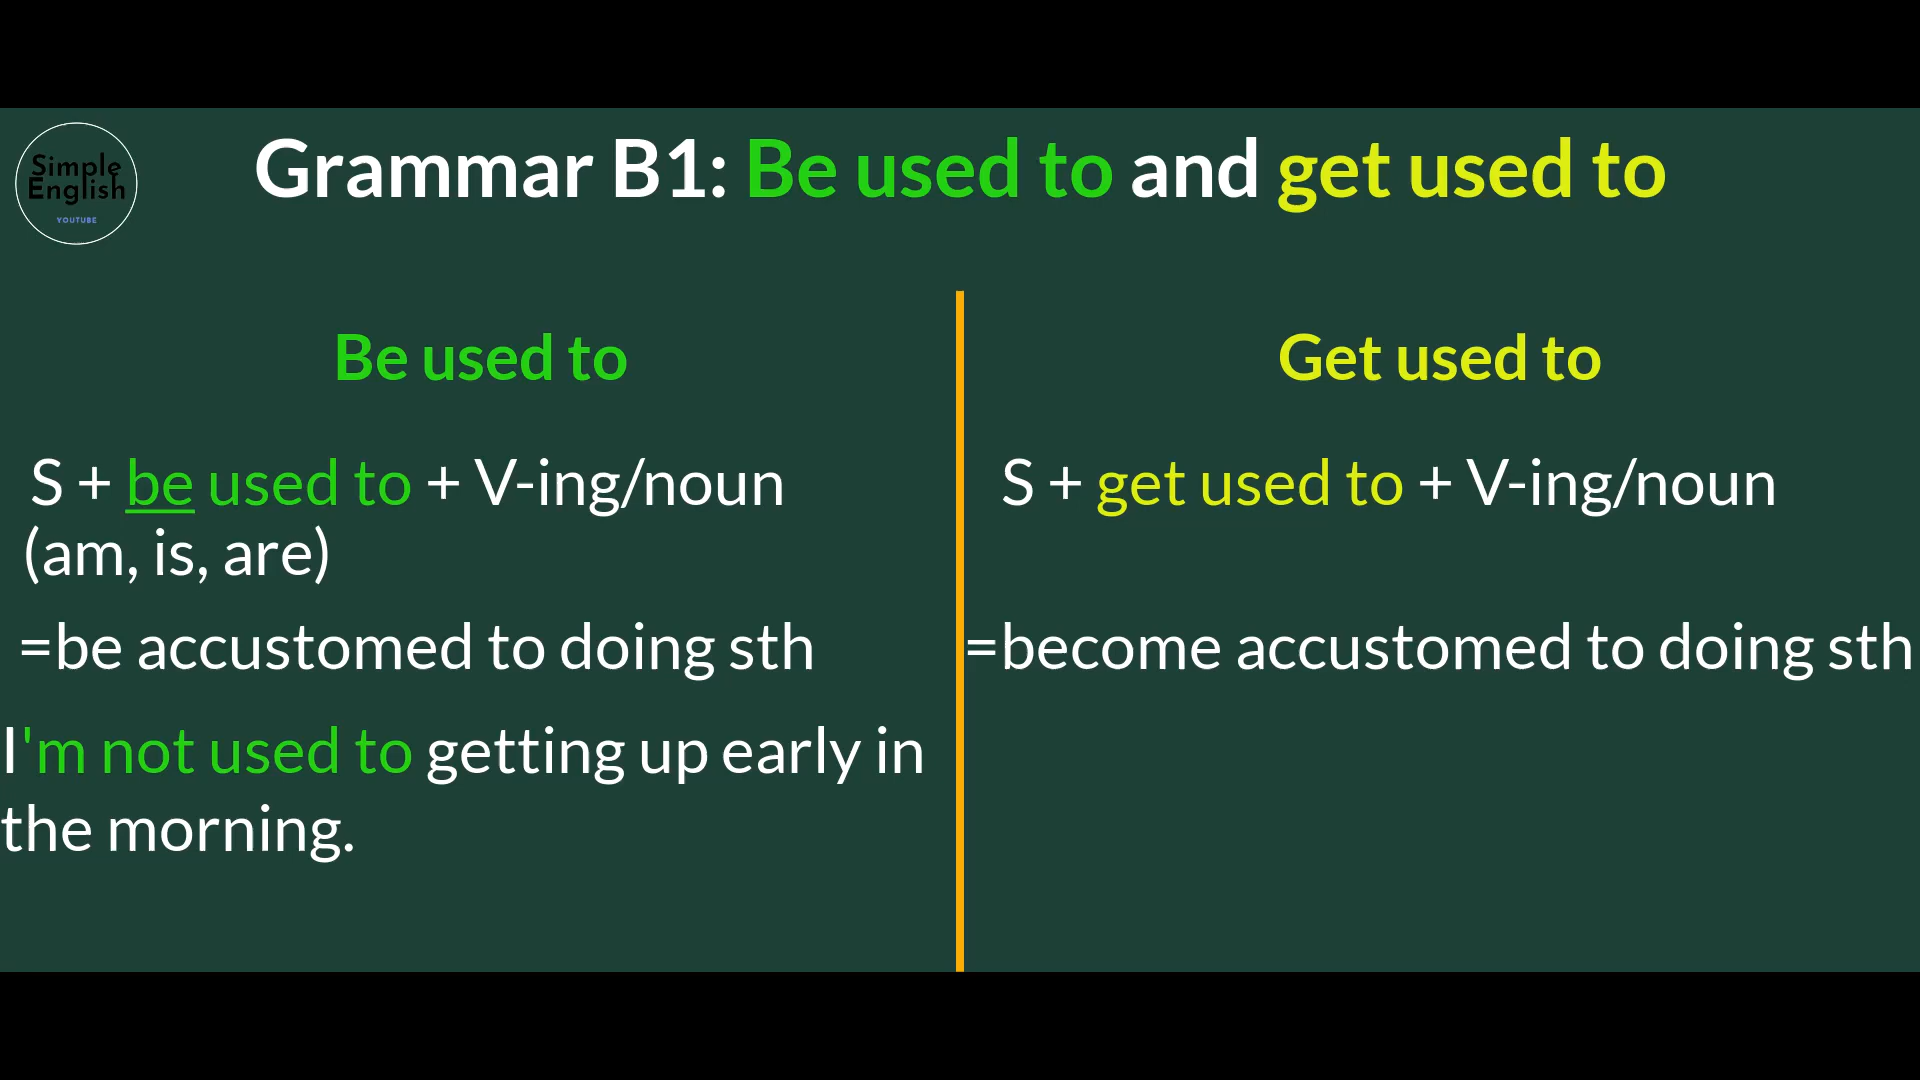 Simple
English
YOUTUBE
Grammar B1: Be used to and get used to
Be used to
S + be used to + V-ing/noun
(am, is, are)
=be accustomed to doing sth
I'm not used to getting up early in
the morning.
Get used to
S + get used to + V-ing/noun
=become accustomed to doing sth